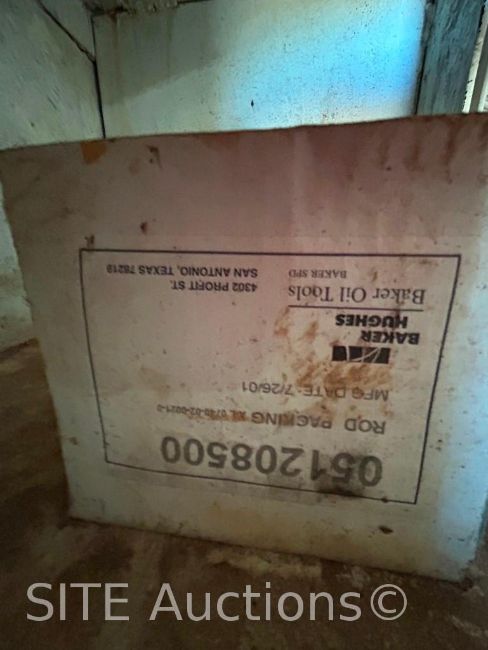 051208500
ROD PACKING
MFG DATE 7/26/01
BAKER
HUGHES
Baker Oil Tools
BAKER SPD
4302 PROFIT ST.
SAN ANTONIO, TEXAS 78219
SITE Auctions©